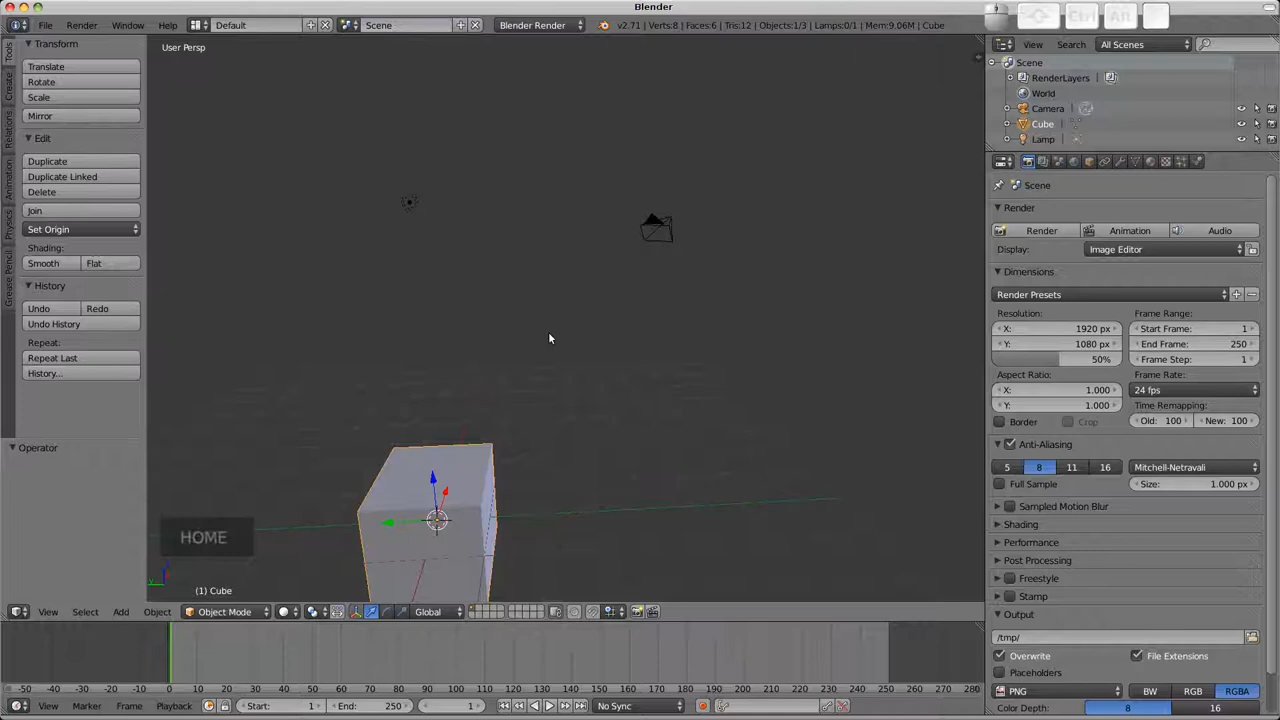 Blender
File Render Window Help Default Scene Blender Render v2.71 | Verts:8 | Faces:6 | Tris:12 | Objects:1/3 | Lamps:0/1 | Mem:9.06M | Cube
Ctrl Alt
Tools
Create
Relations
Animation
Physics
Grease Pencil
Transform
Translate
Rotate
Scale
Mirror
Edit
Duplicate
Duplicate Linked
Delete
Join
Set Origin
Shading:
Smooth Flat
History
Undo Redo
Undo History
Repeat:
Repeat Last
History...
Operator
User Persp
HOME
y
(1) Cube
View Select Add Object Object Mode Global
-50 -40 -30 -20 -10 0 10 20 30 40 50 60 70 80 90 100 110 120 130 140 150 160 170 180 190 200 210 220 230 240 250 260 270 280
View Marker Frame Playback Start: 1 End: 250 1 No Sync
View Search All Scenes
Scene
RenderLayers
World
Camera
Cube
Lamp
Scene
Render
Render Animation Audio
Display: Image Editor
Dimensions
Render Presets
Resolution: Frame Range:
X: 1920 px Start Frame: 1
Y: 1080 px End Frame: 250
50% Frame Step: 1
Aspect Ratio: Frame Rate:
X: 1.000 24 fps
Y: 1.000 Time Remapping:
Border Crop Old: 100 New: 100
Anti-Aliasing
5 8 11 16 Mitchell-Netravali
Full Sample Size: 1.000 px
Sampled Motion Blur
Shading
Performance
Post Processing
Freestyle
Stamp
Output
/tmp/
Overwrite File Extensions
Placeholders
PNG BW RGB RGBA
Color Depth: 8 16